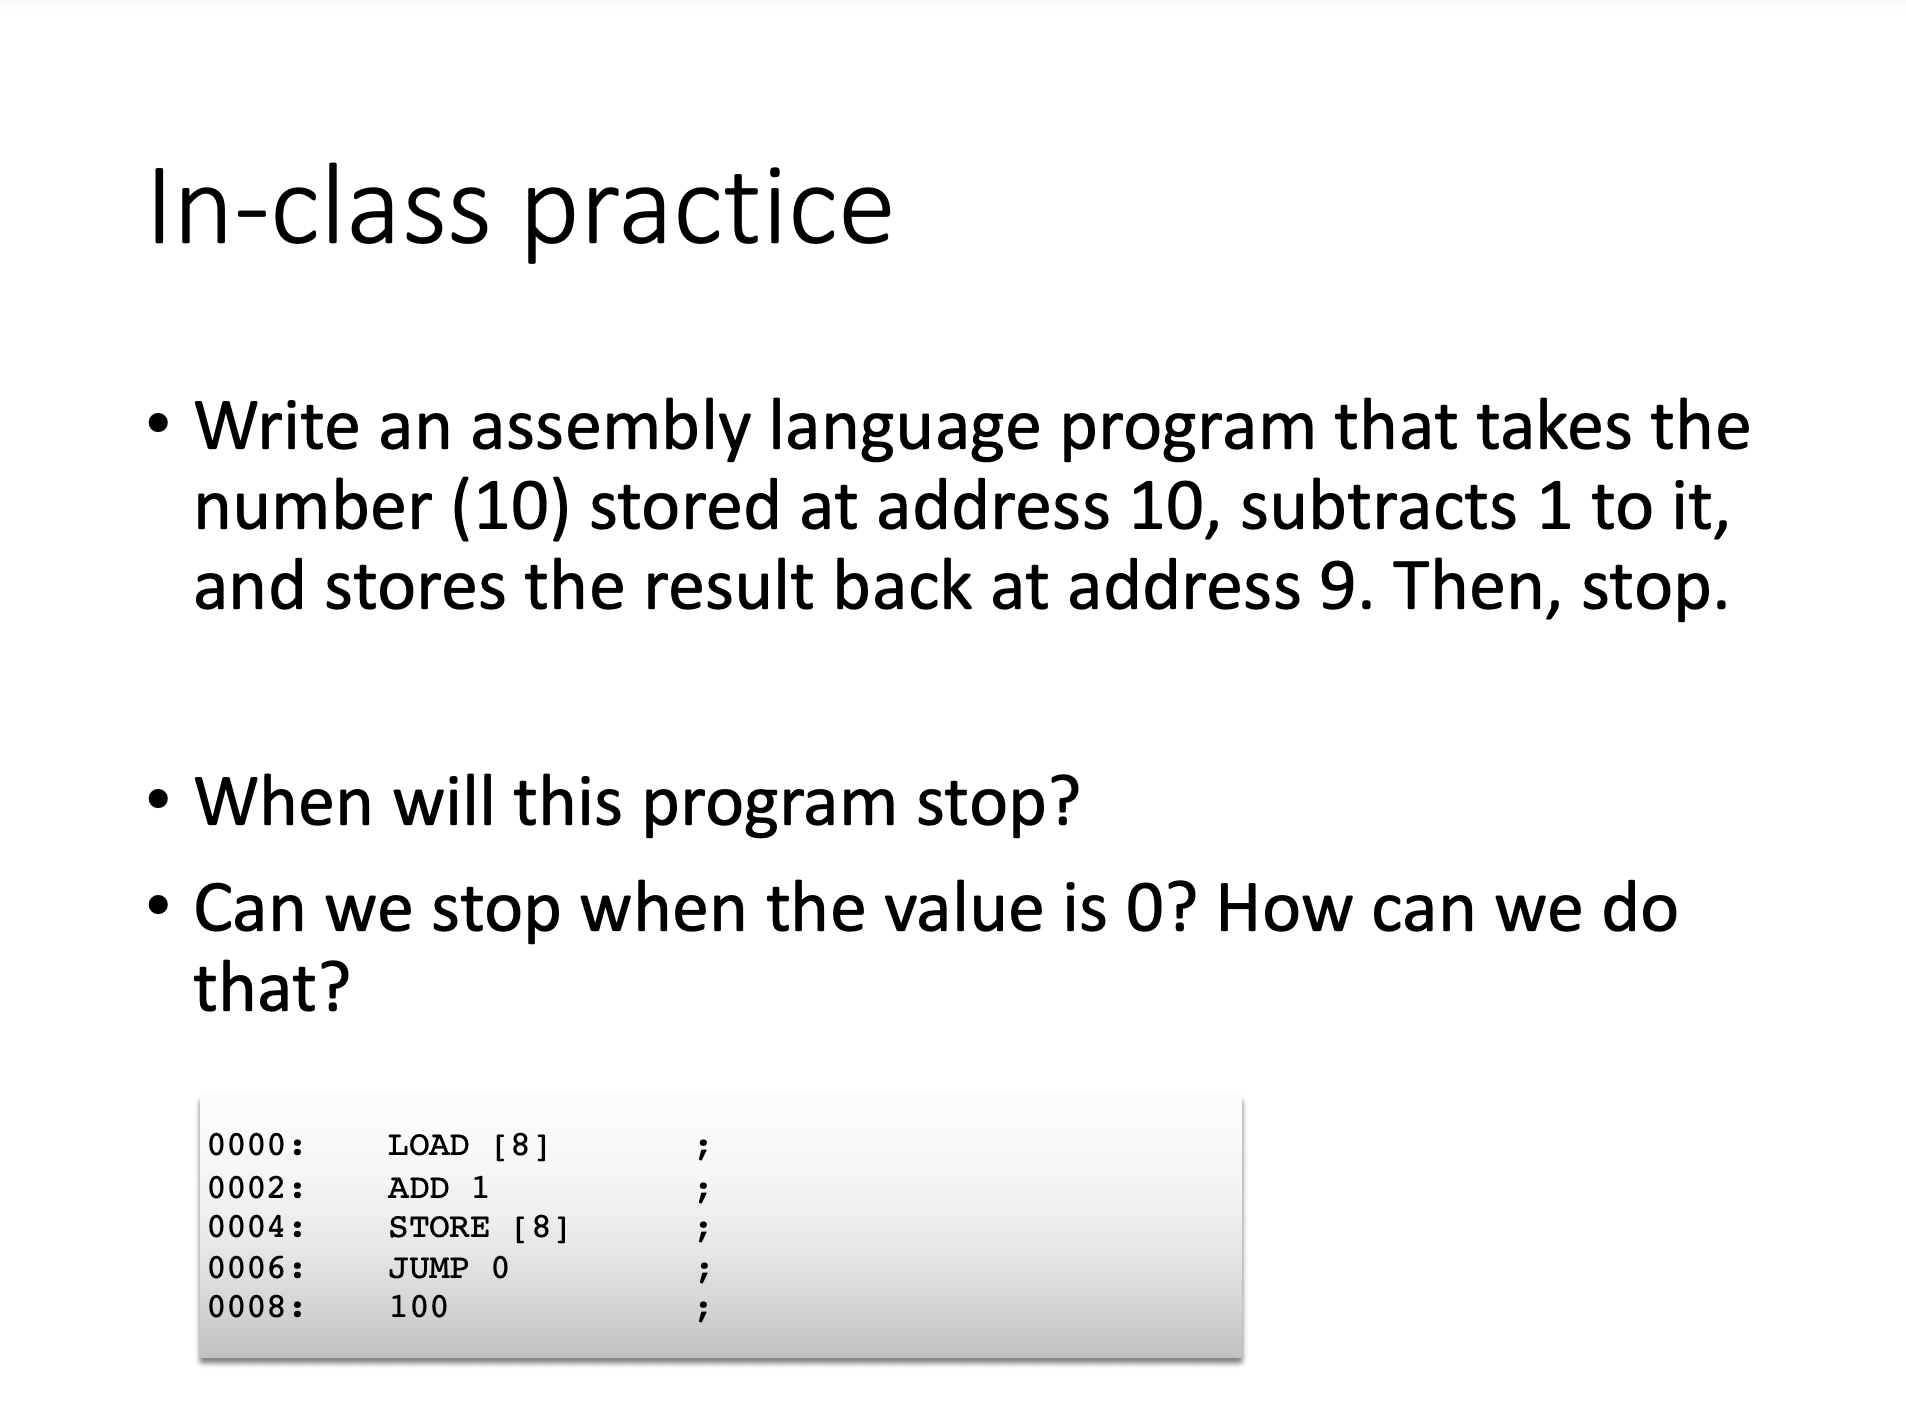 In-class practice
• Write an assembly language program that takes the
number (10) stored at address 10, subtracts 1 to it,
and stores the result back at address 9. Then, stop.
• When will this program stop?
• Can we stop when the value is 0? How can we do
that?
0000: LOAD [8] ;
0002: ADD 1 ;
0004: STORE [8] ;
0006: JUMP 0 ;
0008: 100 ;